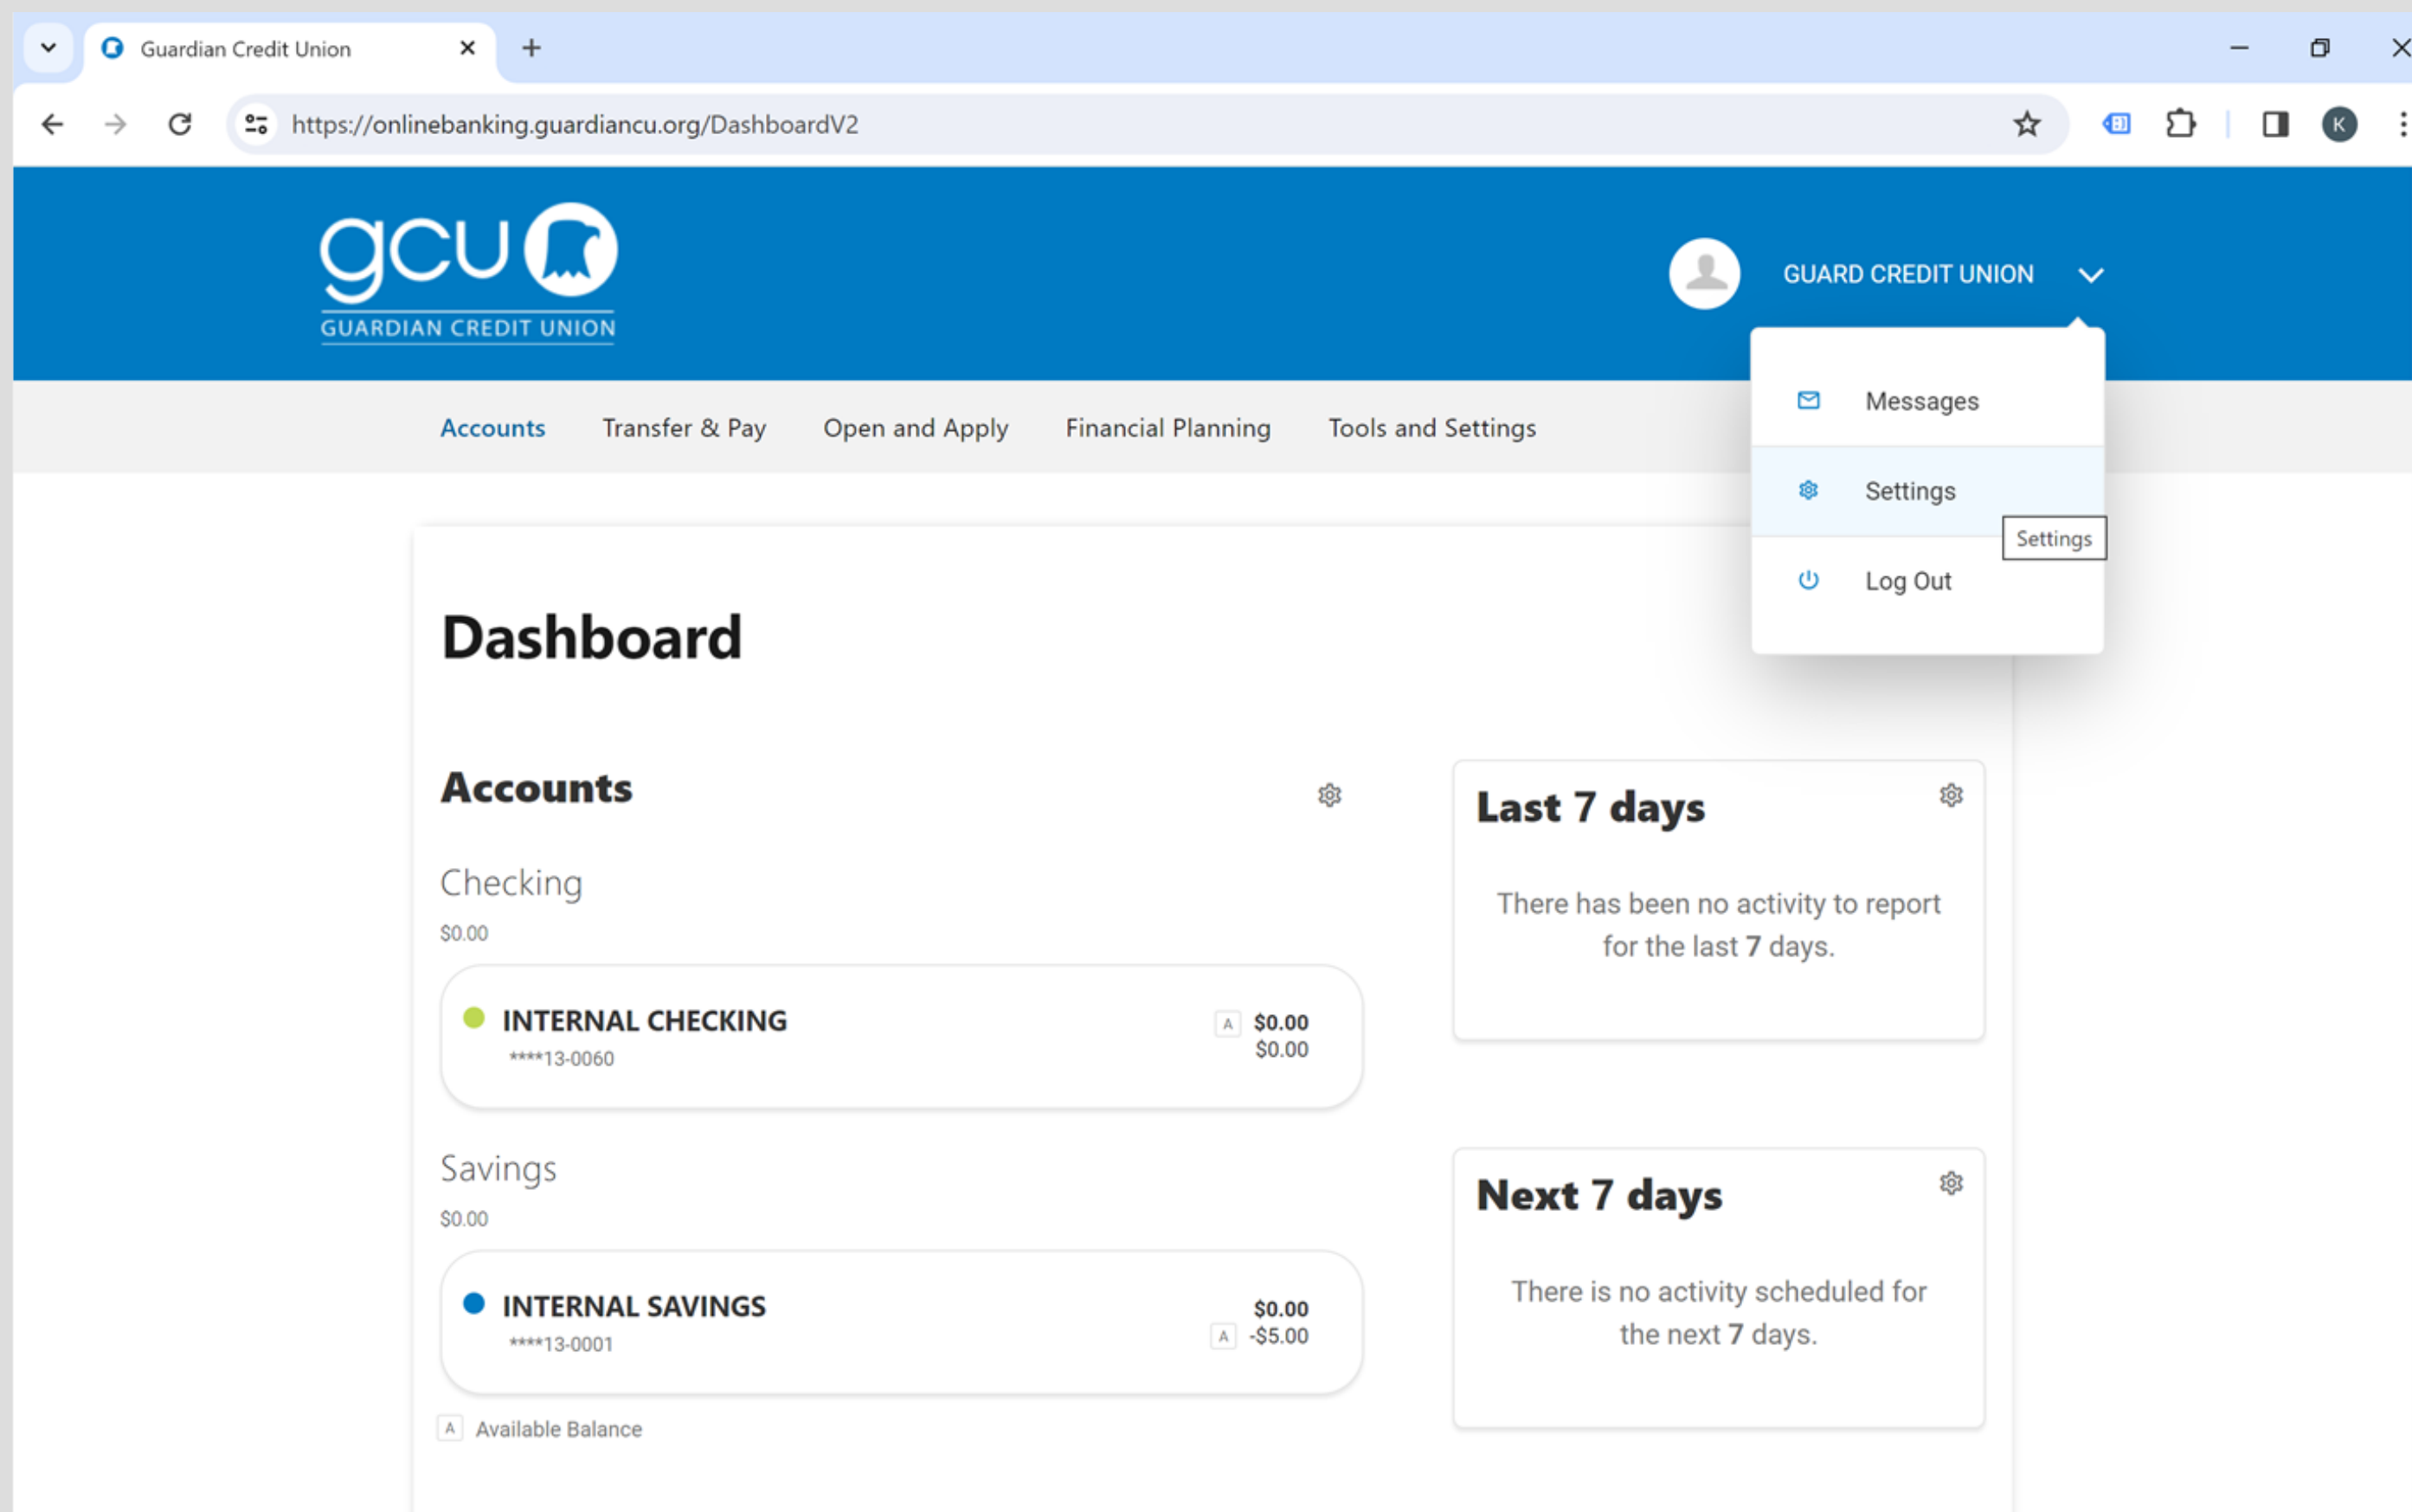 Guardian Credit Union
https://onlinebanking.guardiancu.org/DashboardV2
K
gcu
GUARDIAN CREDIT UNION
GUARD CREDIT UNION
Messages
Settings
Settings
Log Out
Accounts Transfer & Pay Open and Apply Financial Planning Tools and Settings
Dashboard
Accounts
Checking
$0.00
INTERNAL CHECKING
****13-0060
A $0.00
$0.00
Savings
$0.00
INTERNAL SAVINGS
****13-0001
$0.00
A -$5.00
A Available Balance
Last 7 days
There has been no activity to report
for the last 7 days.
Next 7 days
There is no activity scheduled for
the next 7 days.